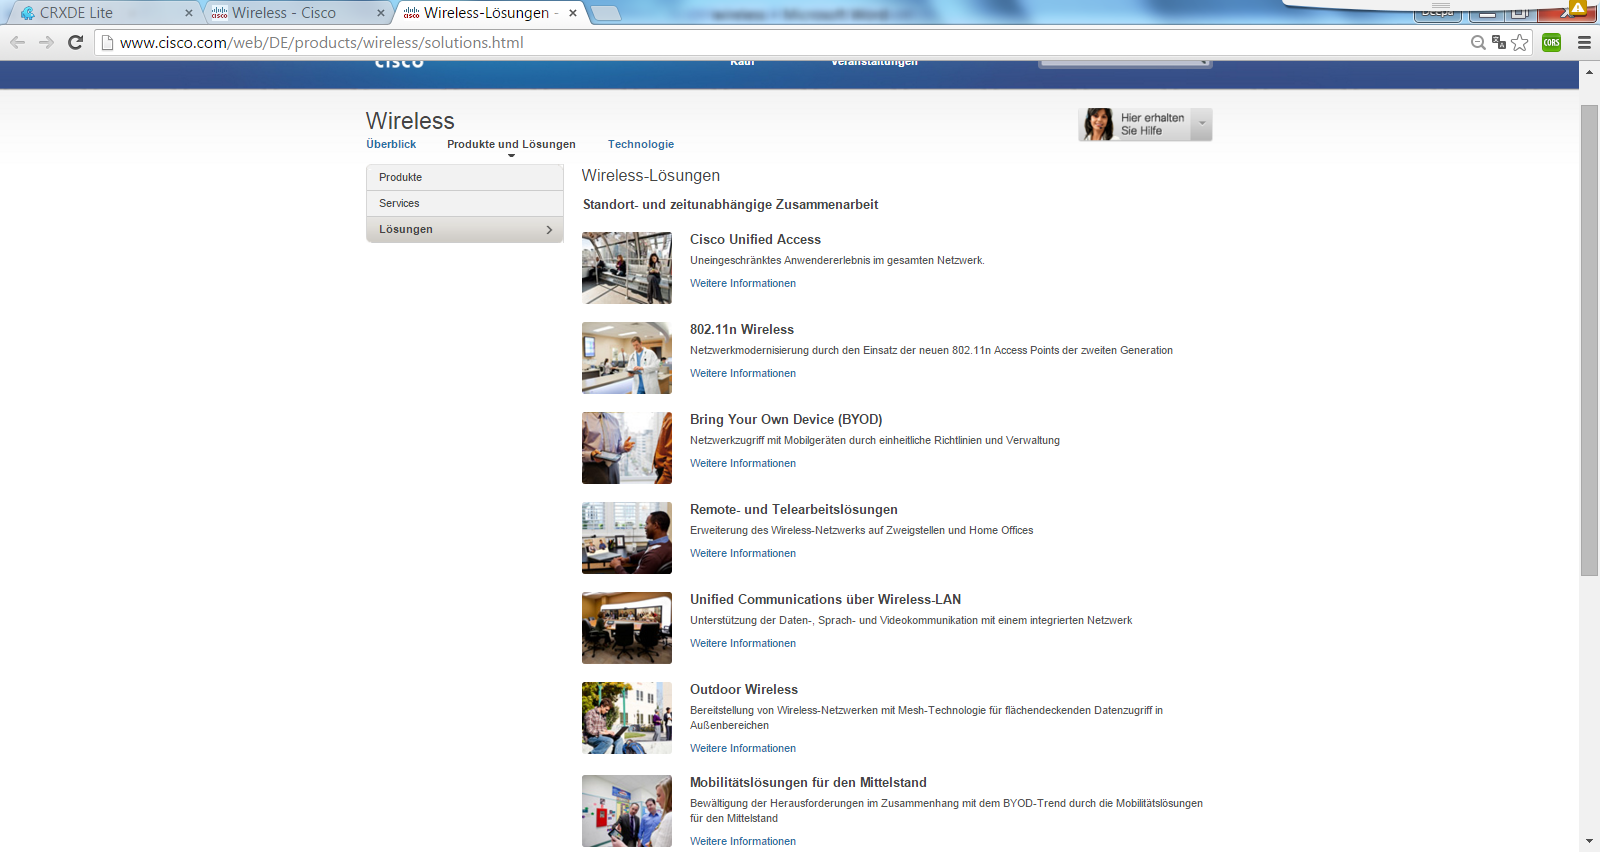 CRXDE Lite
Wireless - Cisco
Wireless-Lösungen -
www.cisco.com/web/DE/products/wireless/solutions.html
CORS
cisco
Kauf
Veranstaltungen
Wireless
Hier erhalten
Sie Hilfe
Überblick
Produkte und Lösungen
Technologie
Produkte
Services
Lösungen
Wireless-Lösungen
Standort- und zeitunabhängige Zusammenarbeit
Cisco Unified Access
Uneingeschränktes Anwendererlebnis im gesamten Netzwerk.
Weitere Informationen
802.11n Wireless
Netzwerkmodernisierung durch den Einsatz der neuen 802.11n Access Points der zweiten Generation
Weitere Informationen
Bring Your Own Device (BYOD)
Netzwerkzugriff mit Mobilgeräten durch einheitliche Richtlinien und Verwaltung
Weitere Informationen
Remote- und Telearbeitslösungen
Erweiterung des Wireless-Netzwerks auf Zweigstellen und Home Offices
Weitere Informationen
Unified Communications über Wireless-LAN
Unterstützung der Daten-, Sprach- und Videokommunikation mit einem integrierten Netzwerk
Weitere Informationen
Outdoor Wireless
Bereitstellung von Wireless-Netzwerken mit Mesh-Technologie für flächendeckenden Datenzugriff in
Außenbereichen
Weitere Informationen
Mobilitätslösungen für den Mittelstand
Bewältigung der Herausforderungen im Zusammenhang mit dem BYOD-Trend durch die Mobilitätslösungen
für den Mittelstand
Weitere Informationen